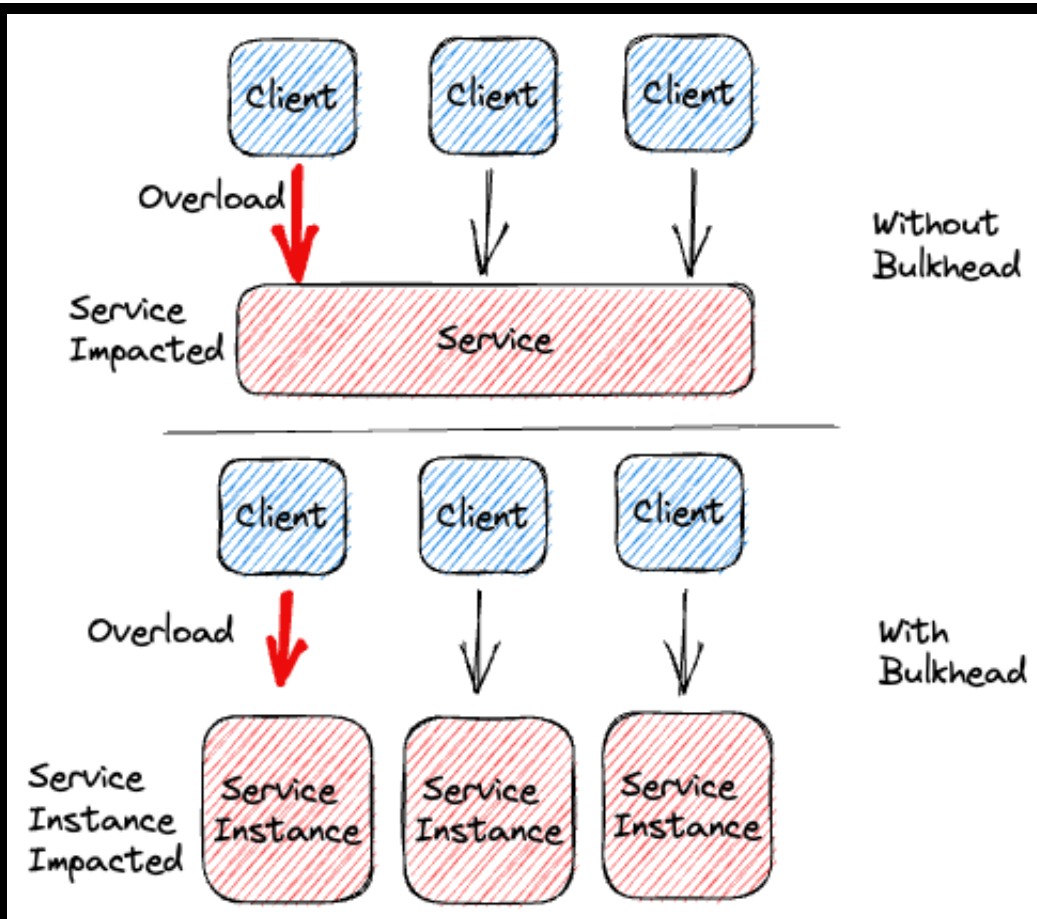 Client
Client
Client
Overload
Without
Bulkhead
Service
Impacted
Service
Client
Client
Client
Overload
With
Bulkhead
Service
Instance
Impacted
Service
Instance
Service
Instance
Service
Instance